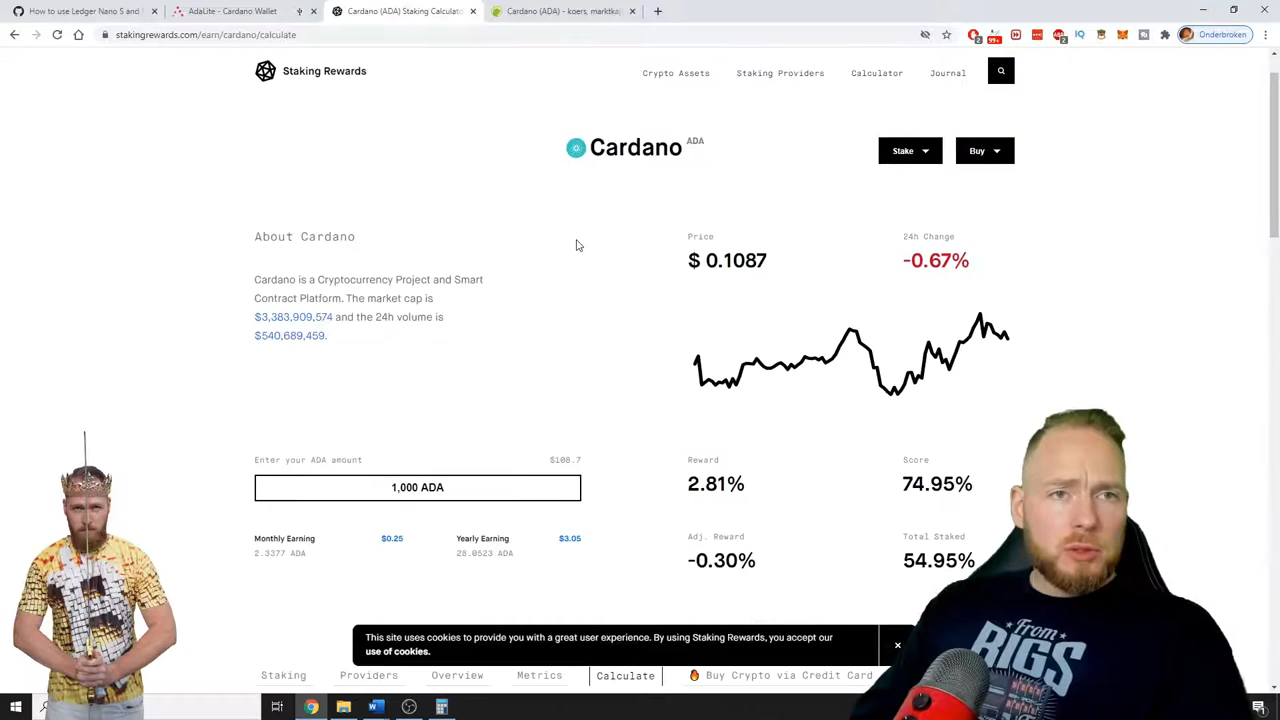 How to use Ledger Nano S and
AdaLite - Cardano Wallet
Cardano (ADA) Staking Calculato
Cardano (ADA) - koers, marktkap
stakingrewards.com/earn/cardano/calculate
2
99+
2
Onderbroken
Staking Rewards
Crypto Assets
Staking Providers
Calculator
Journal
Cardano ADA
Stake
Buy
About Cardano
Cardano is a Cryptocurrency Project and Smart
Contract Platform. The market cap is
$3,383,909,574 and the 24h volume is
$540,689,459.
Price
24h Change
$ 0.1087
-0.67%
Enter your ADA amount
$108.7
1,000 ADA
Monthly Earning
$0.25
2.3377 ADA
Yearly Earning
$3.05
28.0523 ADA
Reward
Score
2.81%
74.95%
Adj. Reward
Total Staked
-0.30%
54.95%
This site uses cookies to provide you with a great user experience. By using Staking Rewards, you accept our
use of cookies.
Staking
Providers
Overview
Metrics
Calculate
Buy Crypto via Credit Card
From
RIGS